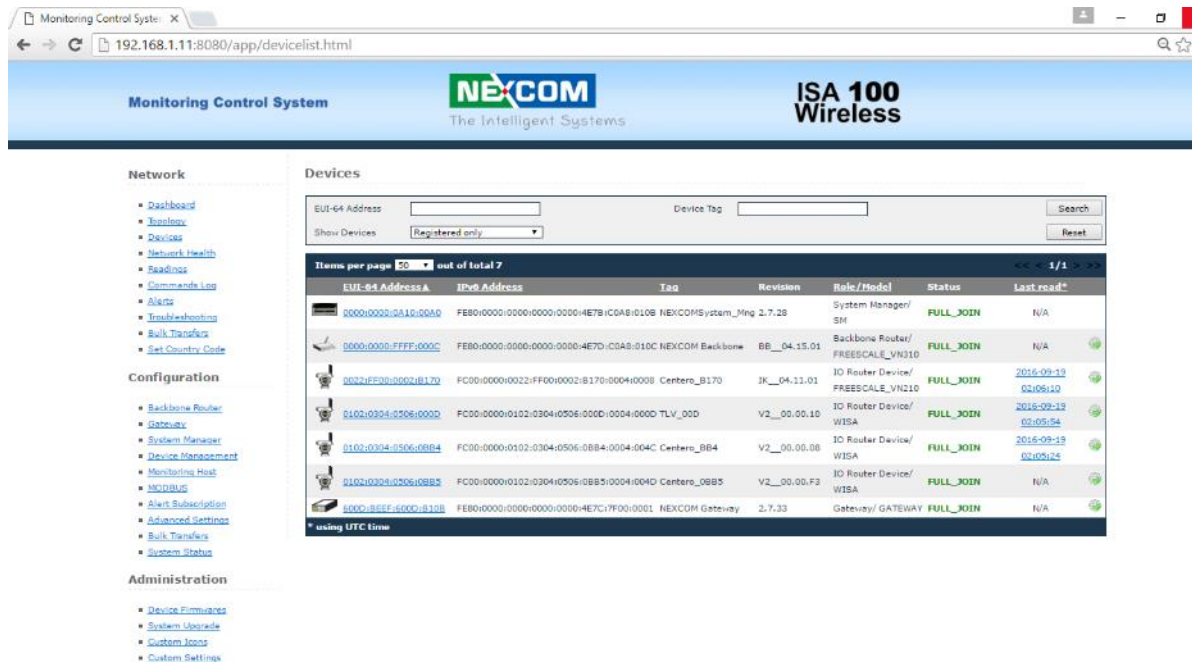 Monitoring Control Syste
192.168.1.11:8080/app/devicelist.html
Monitoring Control System
NEXCOM
The Intelligent Systems
ISA 100
Wireless
Network
Dashboard
Topology
Devices
Network Health
Readings
Commands Log
Alerts
Troubleshooting
Bulk Transfers
Set Country Code
Configuration
Backbone Router
Gateway
System Manager
Device Management
Monitoring Host
MODBUS
Alert Subscription
Advanced Settings
Bulk Transfers
System Status
Administration
Device Firmwares
System Upgrade
Custom Icons
Custom Settings
Devices
EUI-64 Address Device Tag Search
Show Devices Registered only Reset
Items per page 50 out of total 7 << < 1/1 > >>
EUI-64 Address▲ IPv6 Address Tag Revision Role/Model Status Last read*
0000:0000:0A10:00A0 FE80:0000:0000:0000:0000:4E7B:C0A8:010B NEXCOMSystem_Mng 2.7.28 System Manager/ SM FULL_JOIN N/A
0000:0000:FFFF:000C FE80:0000:0000:0000:0000:4E7D:C0A8:010C NEXCOM Backbone BB__04.15.01 Backbone Router/ FREESCALE_VN310 FULL_JOIN N/A
0022:FF00:0002:B170 FC00:0000:0022:FF00:0002:B170:0004:0008 Centero_B170 IK__04.11.01 IO Router Device/ FREESCALE_VN210 FULL_JOIN 2016-09-19 02:06:10
0102:0304:0506:000D FC00:0000:0102:0304:0506:000D:0004:000D TLV_00D V2__00.00.10 IO Router Device/ WISA FULL_JOIN 2016-09-19 02:05:54
0102:0304:0506:0BB4 FC00:0000:0102:0304:0506:0BB4:0004:004C Centero_BB4 V2__00.00.08 IO Router Device/ WISA FULL_JOIN 2016-09-19 02:05:24
0102:0304:0506:0BB5 FC00:0000:0102:0304:0506:0BB5:0004:004D Centero_0BB5 V2__00.00.F3 IO Router Device/ WISA FULL_JOIN N/A
600D:BEEF:600D:B10B FE80:0000:0000:0000:0000:4E7C:7F00:0001 NEXCOM Gateway 2.7.33 Gateway/ GATEWAY FULL_JOIN N/A
* using UTC time